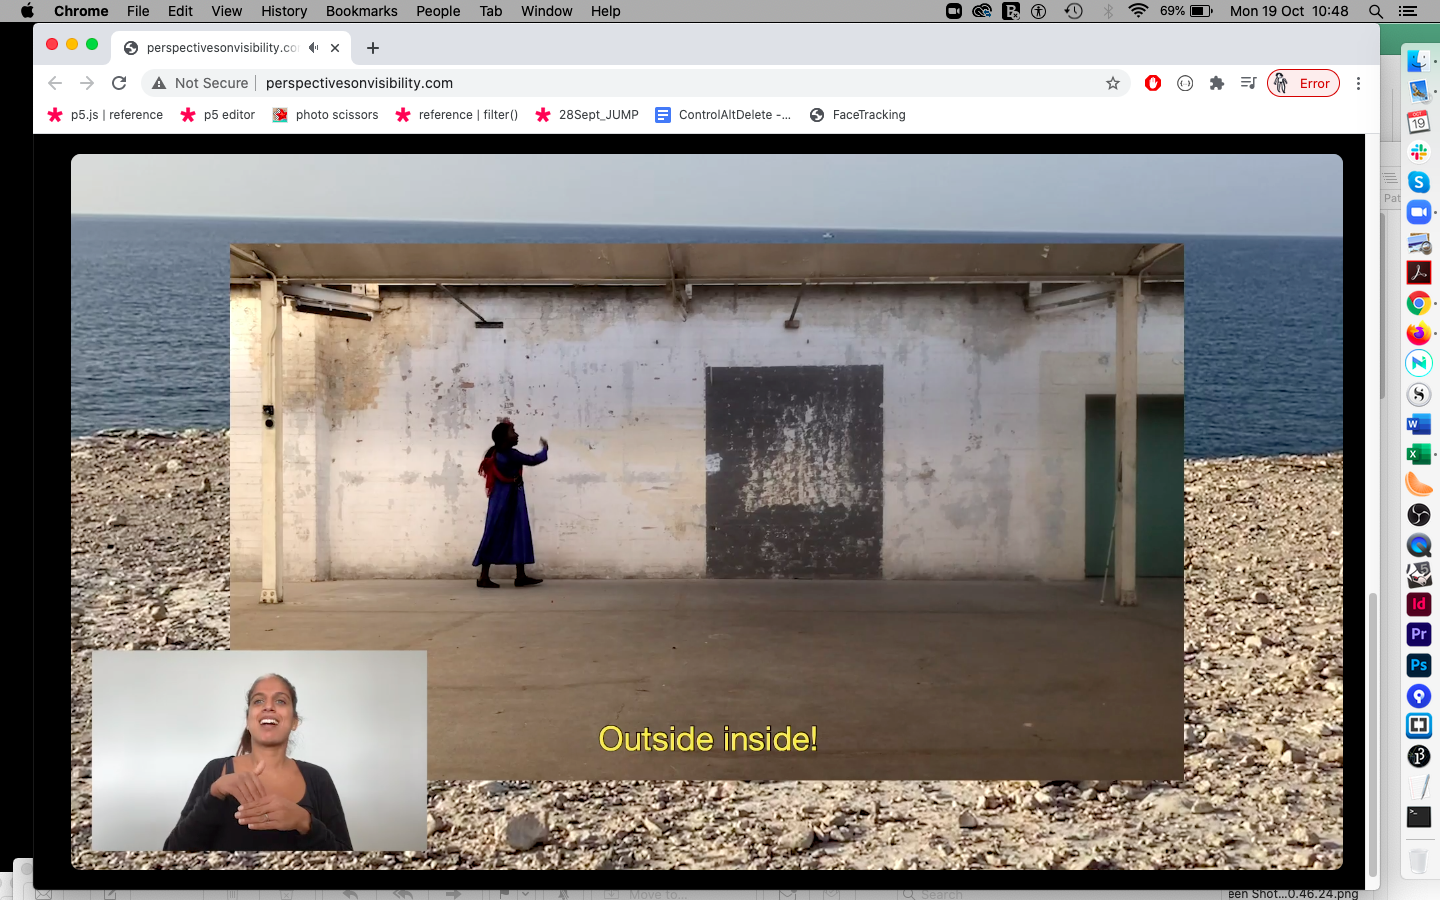 Chrome File Edit View History Bookmarks People Tab Window Help 69% Mon 19 Oct 10:48
perspectivesonvisibility.co
Not Secure perspectivesonvisibility.com Error
p5.js | reference p5 editor photo scissors reference | filter() 28Sept_JUMP ControlAltDelete -... FaceTracking
OCT
19
Pat
Outside inside!
Id
Pr
Ps
Move to...
Search
een Shot...0.46.24.png